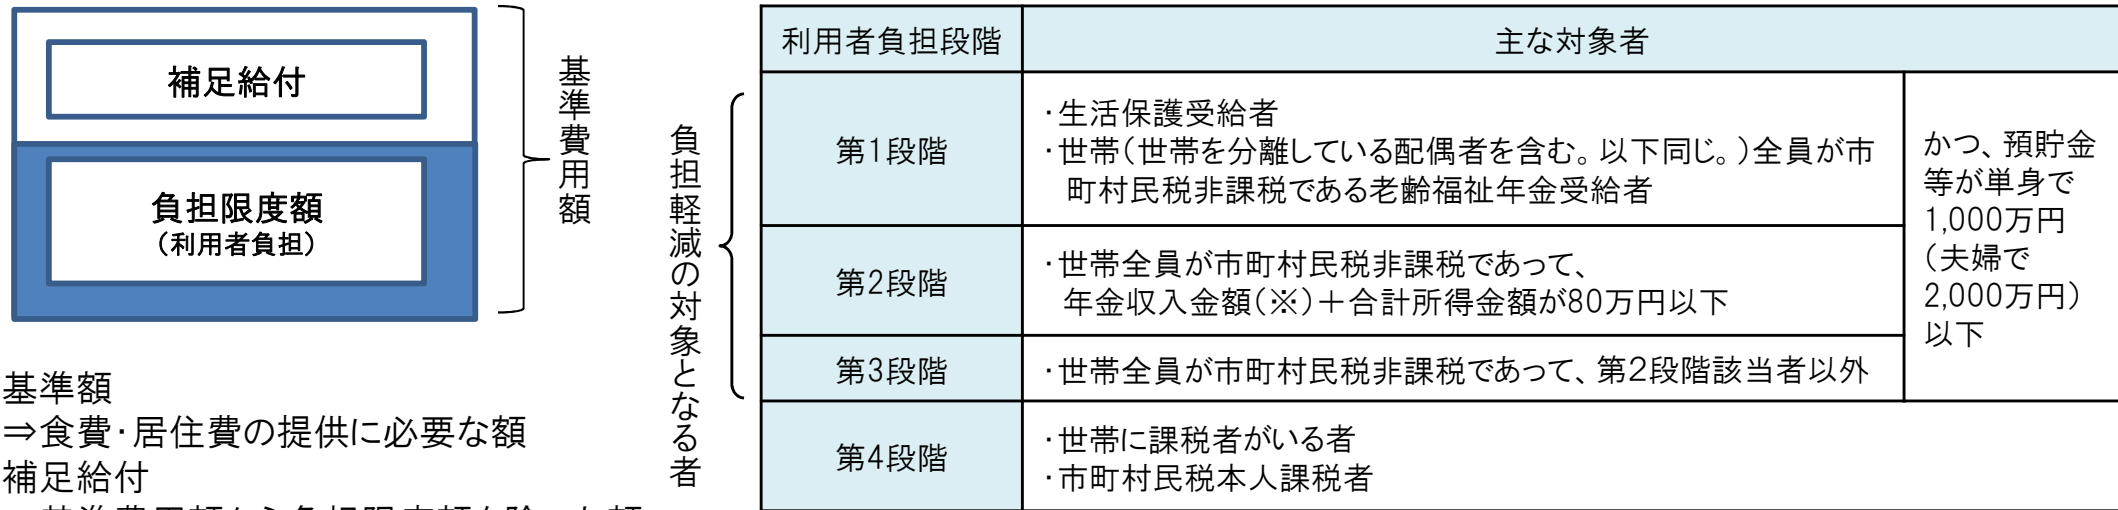 補足給付
負担限度額
（利用者負担）
基準費用額
基準額
⇒食費・居住費の提供に必要な額
補足給付
負担軽減の対象となる者
利用者負担段階
主な対象者
第1段階
・生活保護受給者
・世帯（世帯を分離している配偶者を含む。以下同じ。）全員が市
町村民税非課税である老齢福祉年金受給者
かつ、預貯金
等が単身で
1,000万円
（夫婦で
2,000万円）
以下
第2段階
・世帯全員が市町村民税非課税であって、
年金収入金額（※）＋合計所得金額が80万円以下
第3段階
・世帯全員が市町村民税非課税であって、第２段階該当者以外
第4段階
・世帯に課税者がいる者
・市町村民税本人課税者